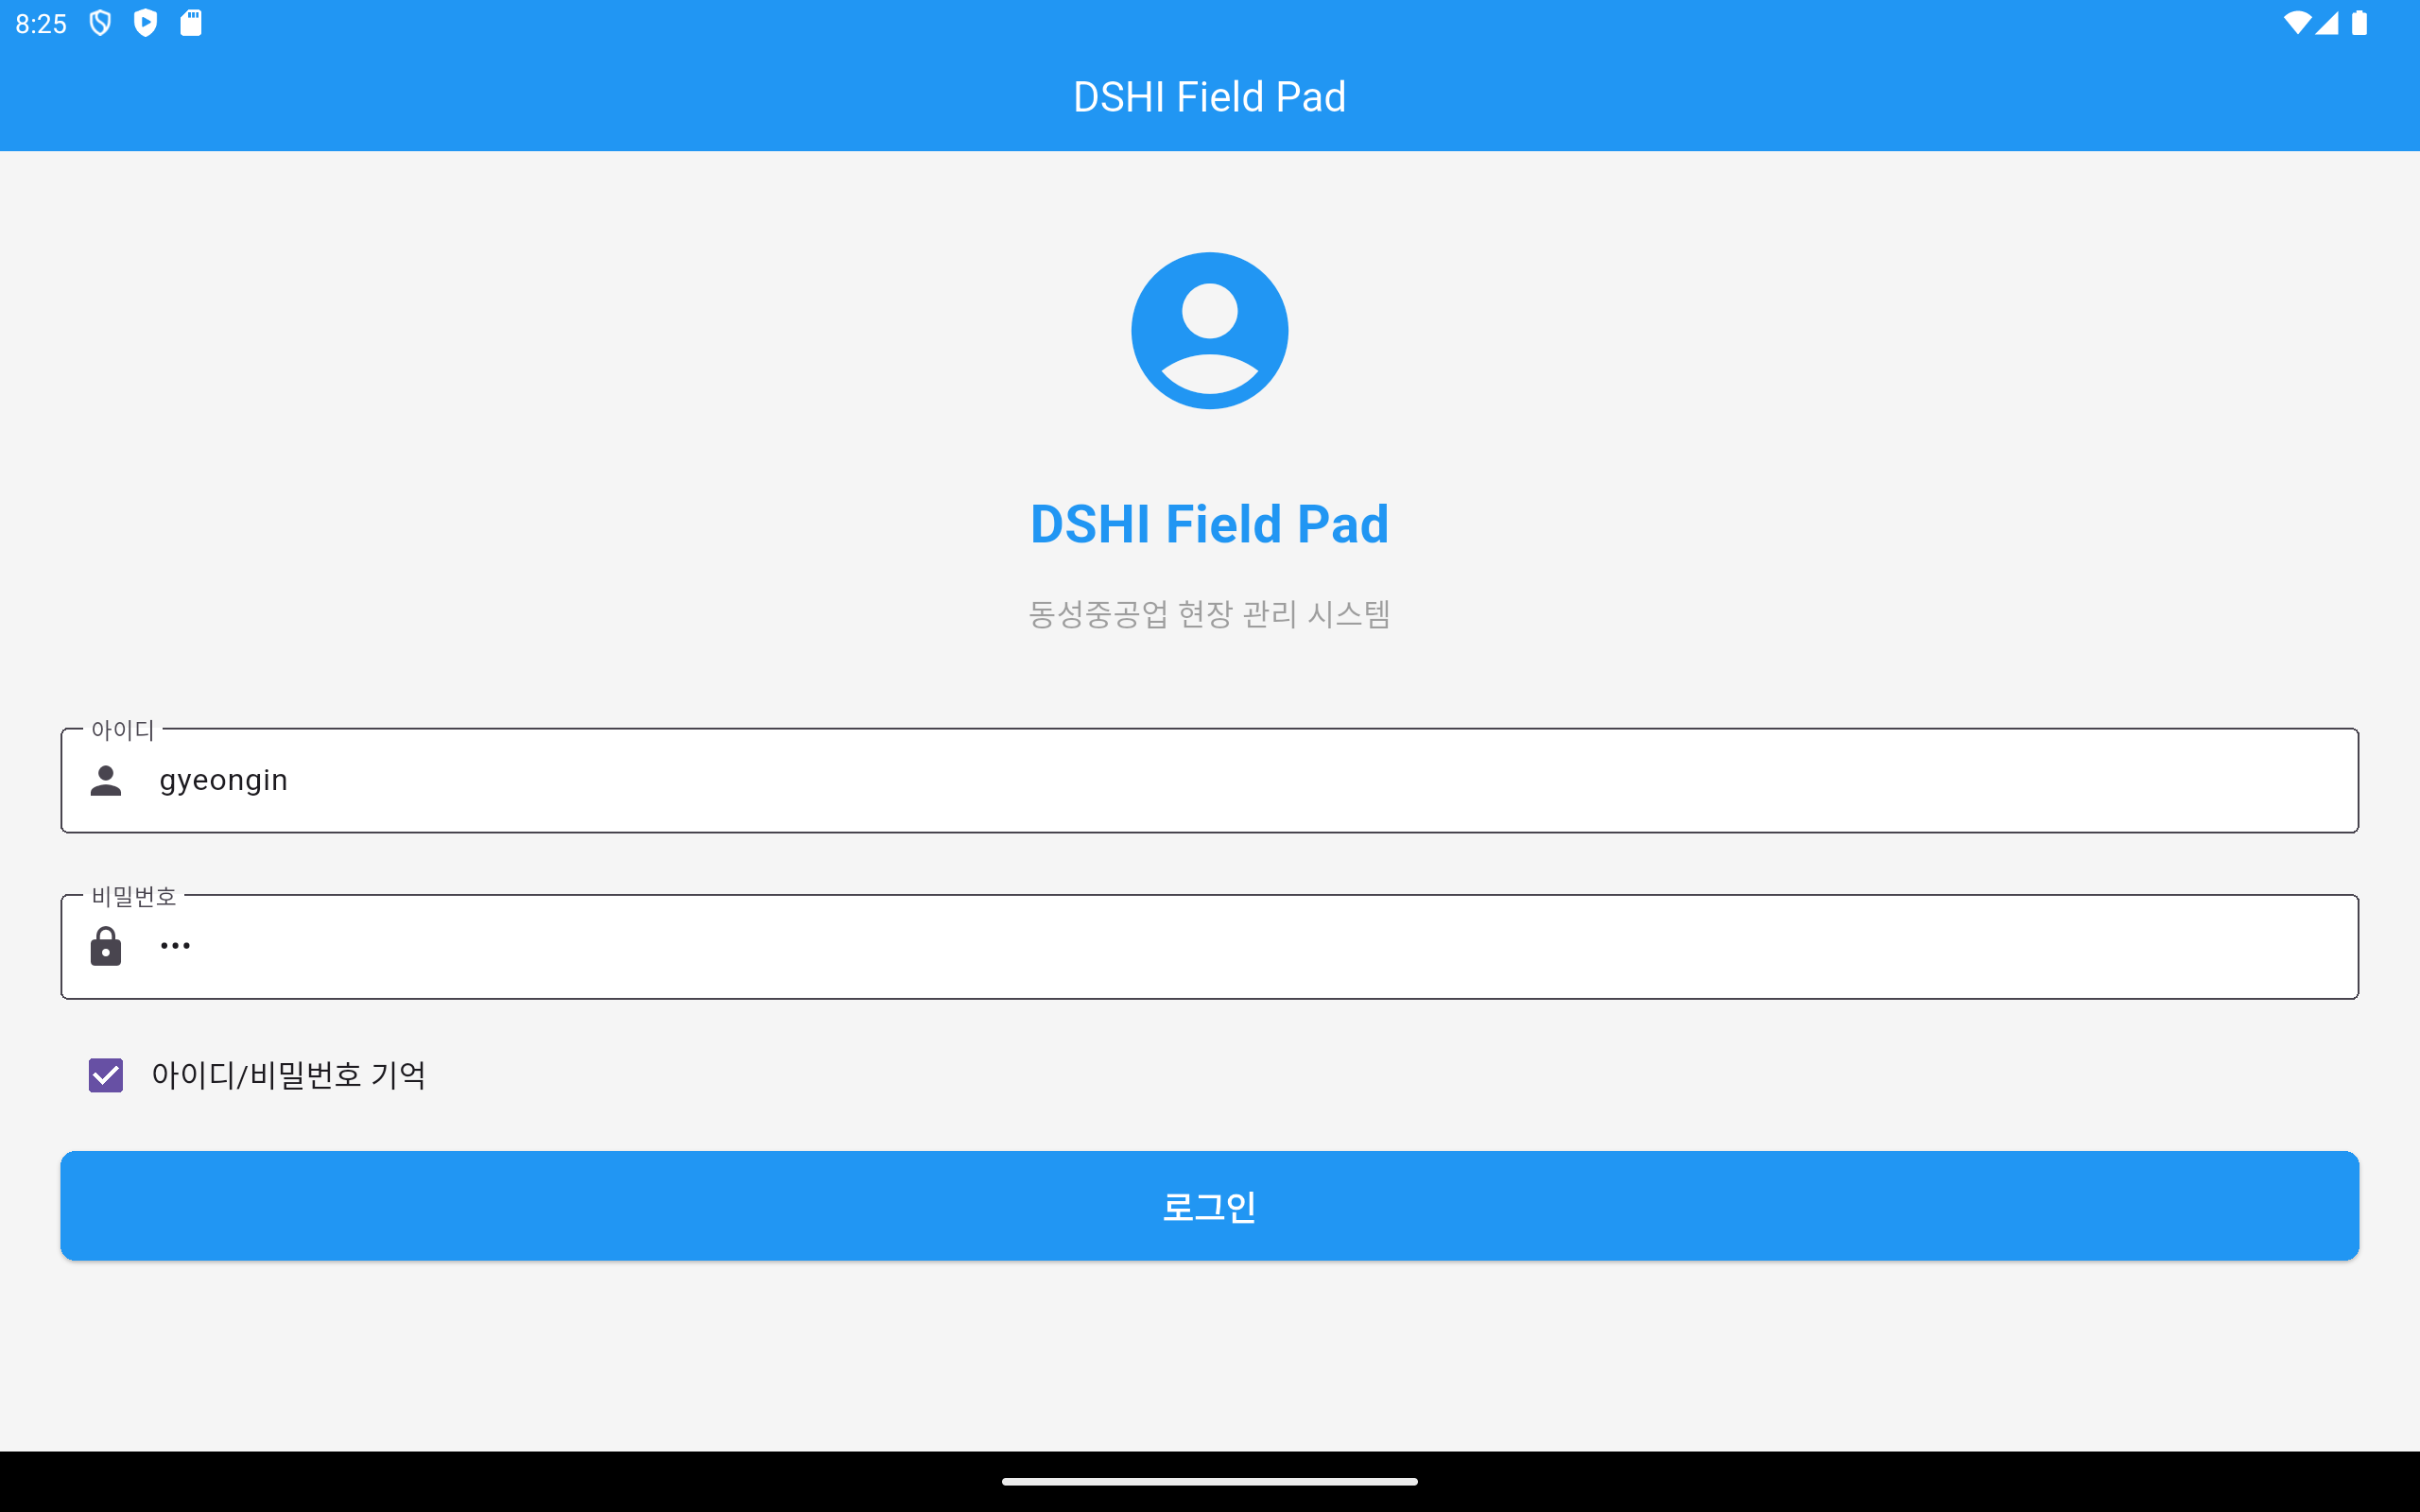 8:25
DSHI Field Pad
DSHI Field Pad
동성중공업 현장 관리 시스템
아이디
gyeongin
비밀번호
•••
아이디/비밀번호 기억
로그인